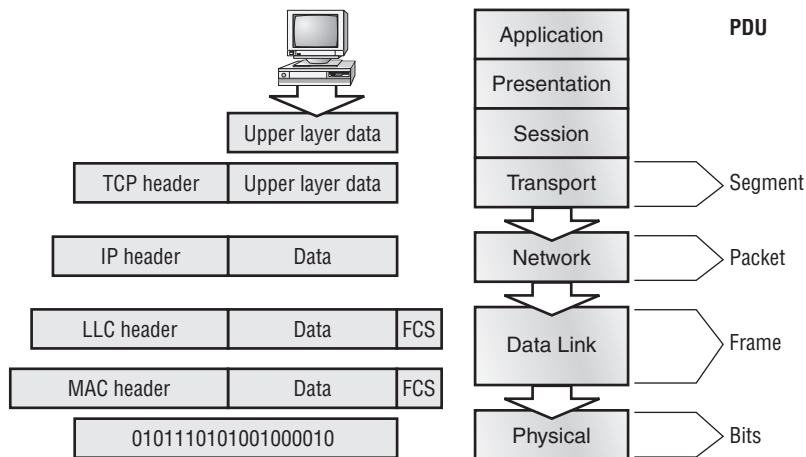 Application
PDU
Presentation
Upper layer data
Session
TCP header
Upper layer data
Transport
Segment
IP header
Data
Network
Packet
LLC header
Data
FCS
Data Link
Frame
MAC header
Data
FCS
0101110101001000010
Physical
Bits